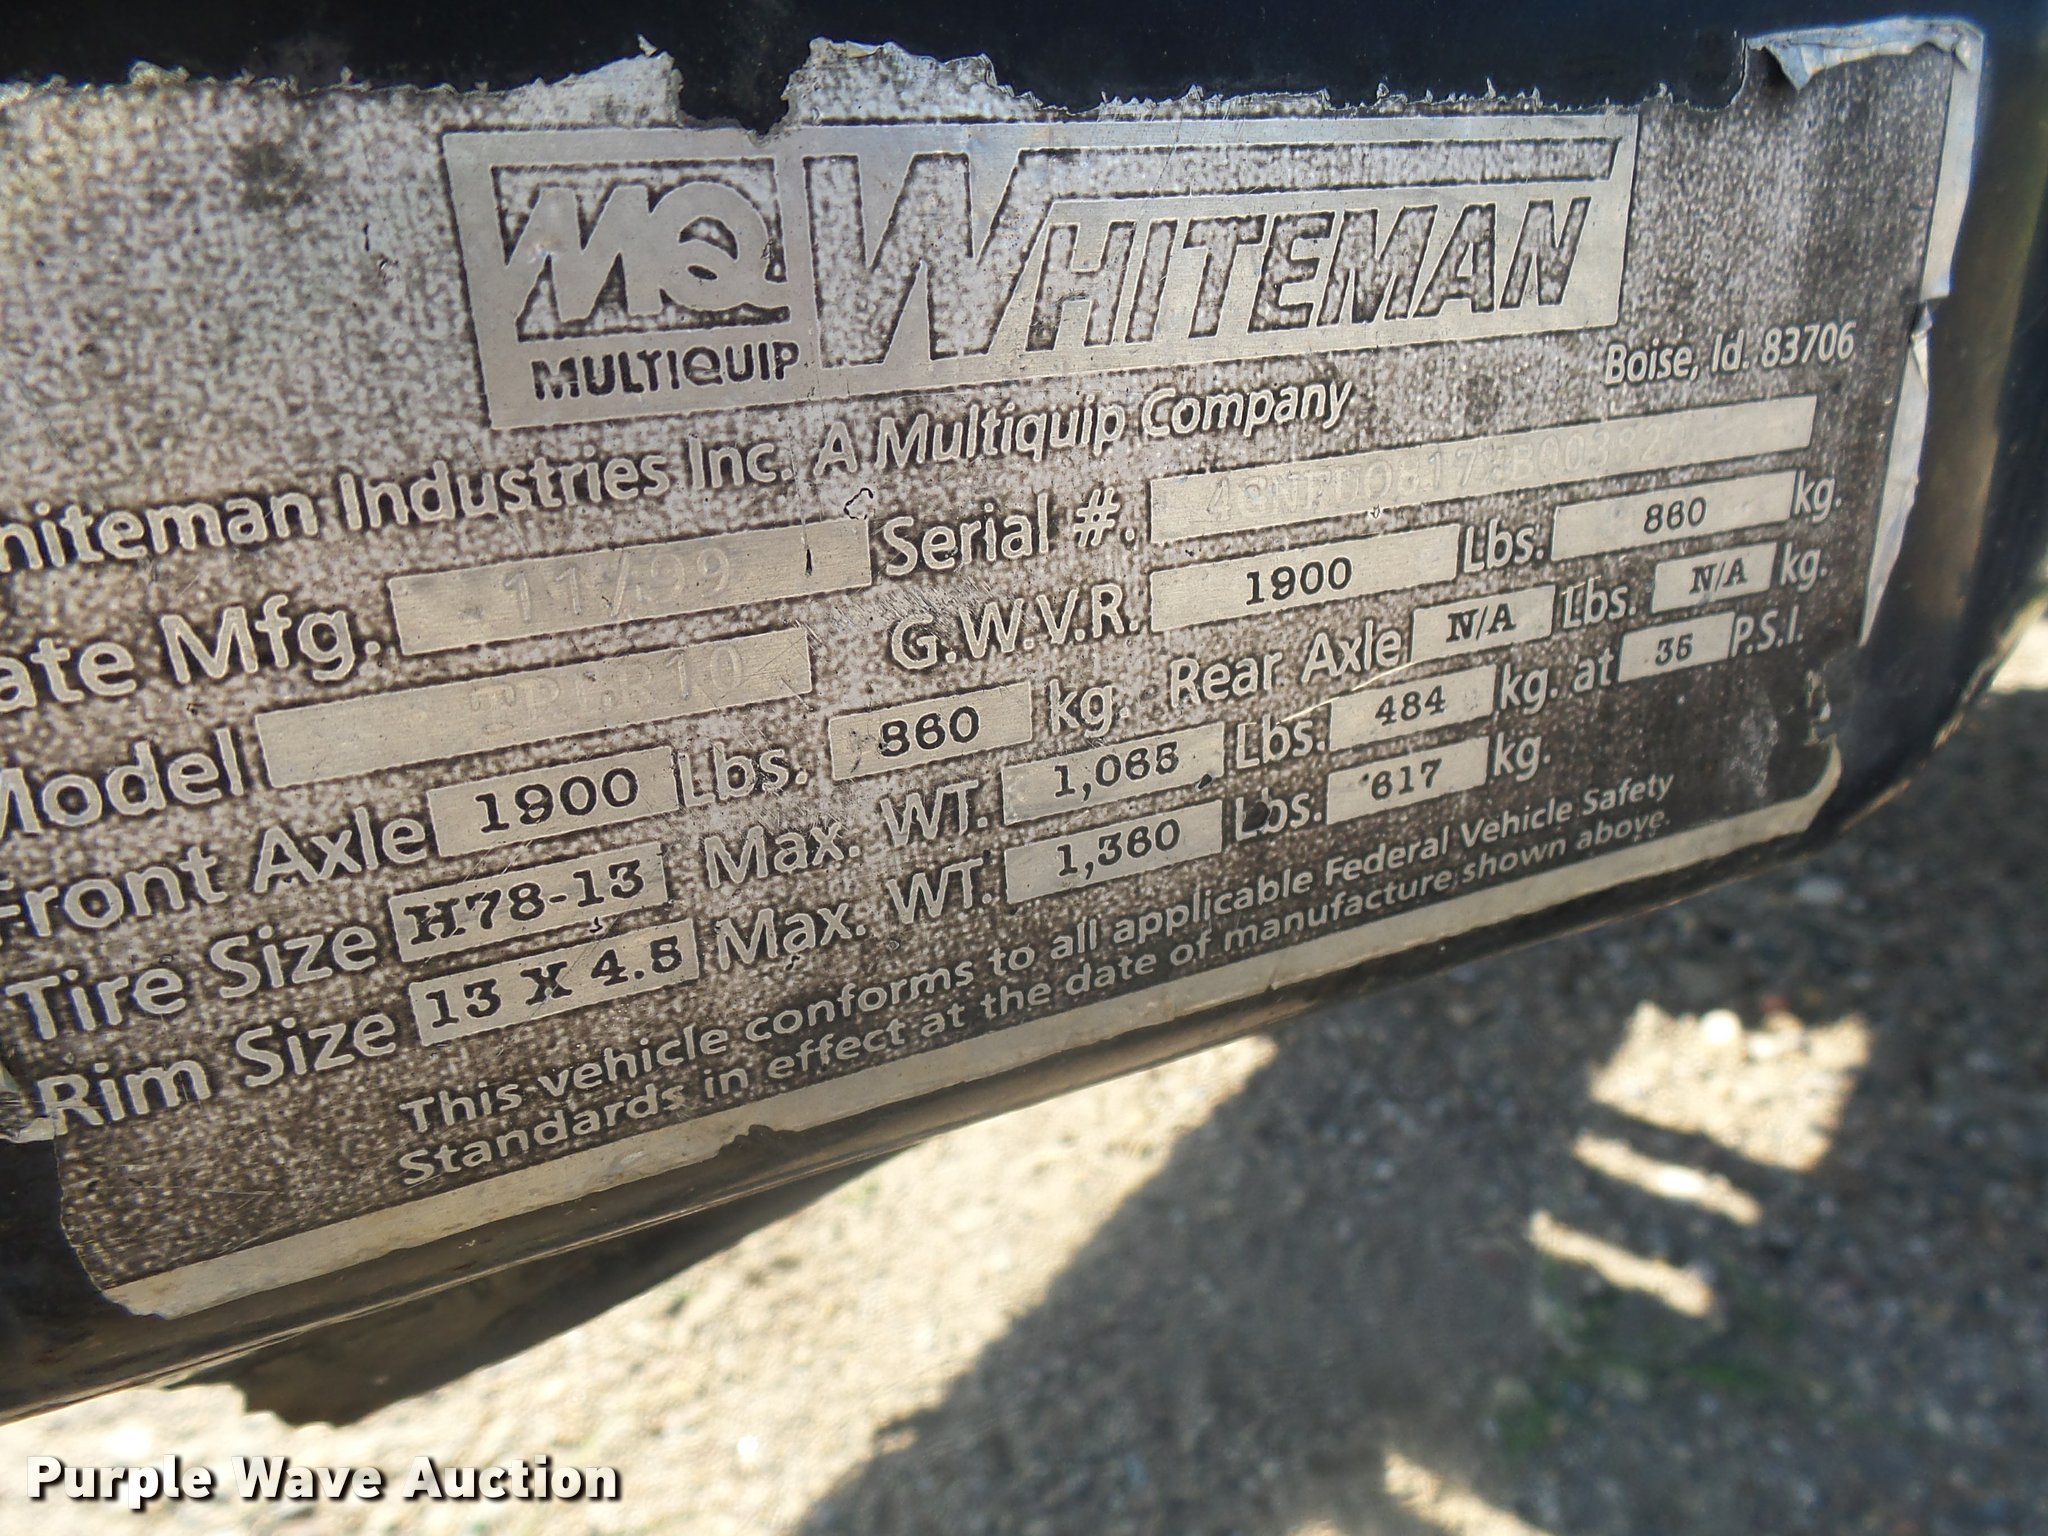 MQ WHITEMAN
MULTIQUIP
Boise, Id. 83706
hiteman Industries Inc. A Multiquip Company
ate Mfg. 11/99 Serial #.
Model G.W.V.R. 1900 Lbs. 860 kg.
Front Axle 1900 Lbs. 860 kg. Rear Axle N/A Lbs. N/A kg.
Tire Size H78-13 Max. WT. 1,065 Lbs. 484 kg. at 35 P.S.I.
Rim Size 13 X 4.5 Max. WT. 1,360 Lbs. 617 kg.
This vehicle conforms to all applicable Federal Vehicle Safety
Standards in effect at the date of manufacture shown above.
Purple Wave Auction